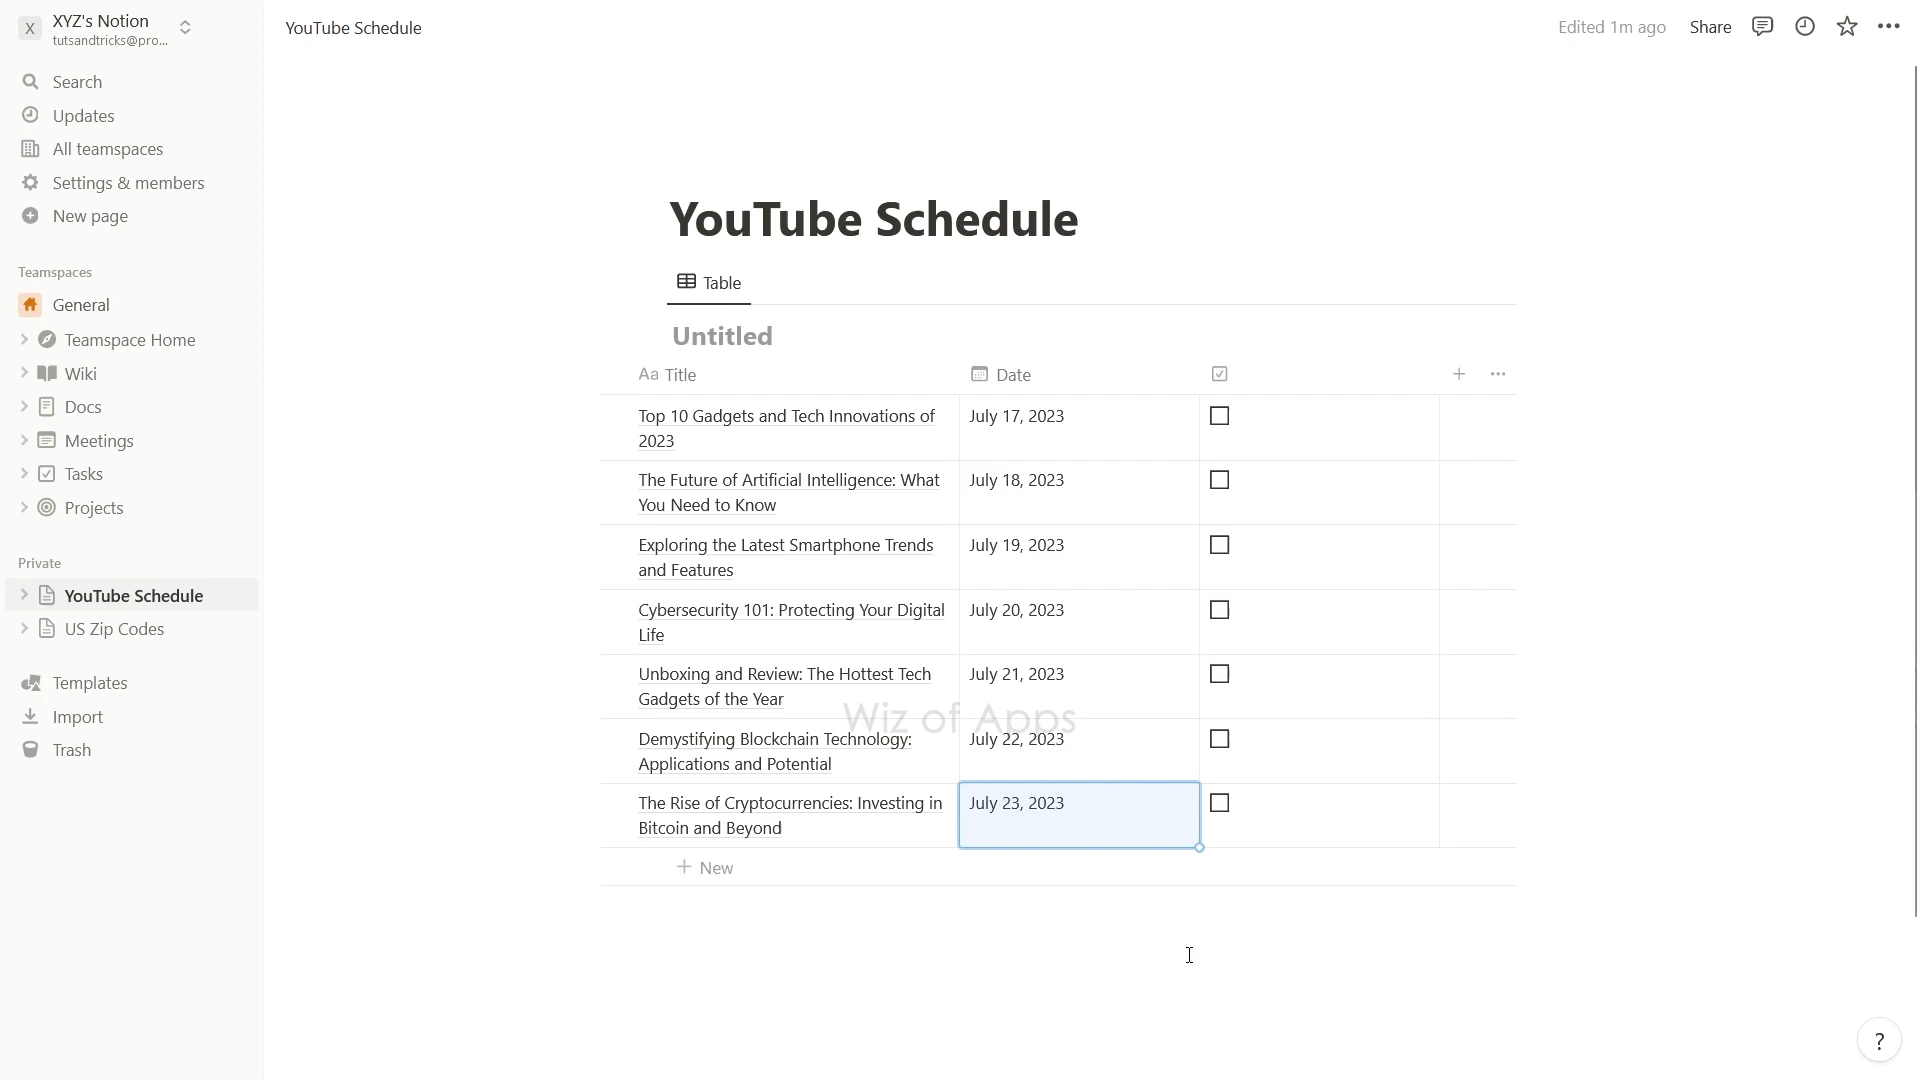 X
XYZ's Notion
tutsandtricks@pro...
YouTube Schedule
Edited 1m ago
Share
Search
Updates
All teamspaces
Settings & members
New page
Teamspaces
General
Teamspace Home
Wiki
Docs
Meetings
Tasks
Projects
Private
YouTube Schedule
US Zip Codes
Templates
Import
Trash
YouTube Schedule
Table
Untitled
Aa Title
Date
Top 10 Gadgets and Tech Innovations of
2023
July 17, 2023
The Future of Artificial Intelligence: What
You Need to Know
July 18, 2023
Exploring the Latest Smartphone Trends
and Features
July 19, 2023
Cybersecurity 101: Protecting Your Digital
Life
July 20, 2023
Unboxing and Review: The Hottest Tech
Gadgets of the Year
July 21, 2023
Wiz of Apps
Demystifying Blockchain Technology:
Applications and Potential
July 22, 2023
The Rise of Cryptocurrencies: Investing in
Bitcoin and Beyond
July 23, 2023
+ New
?